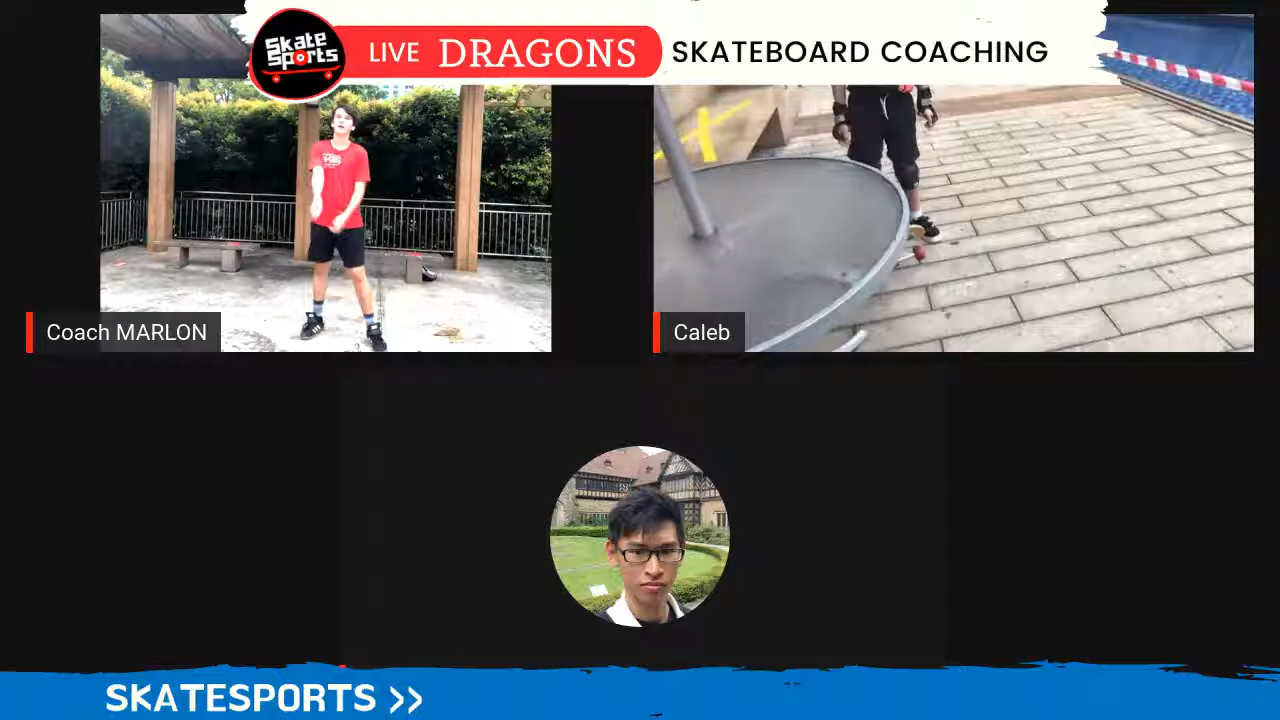 Skate
Sports
LIVE DRAGONS SKATEBOARD COACHING
Coach MARLON
Caleb
SKATESPORTS >>